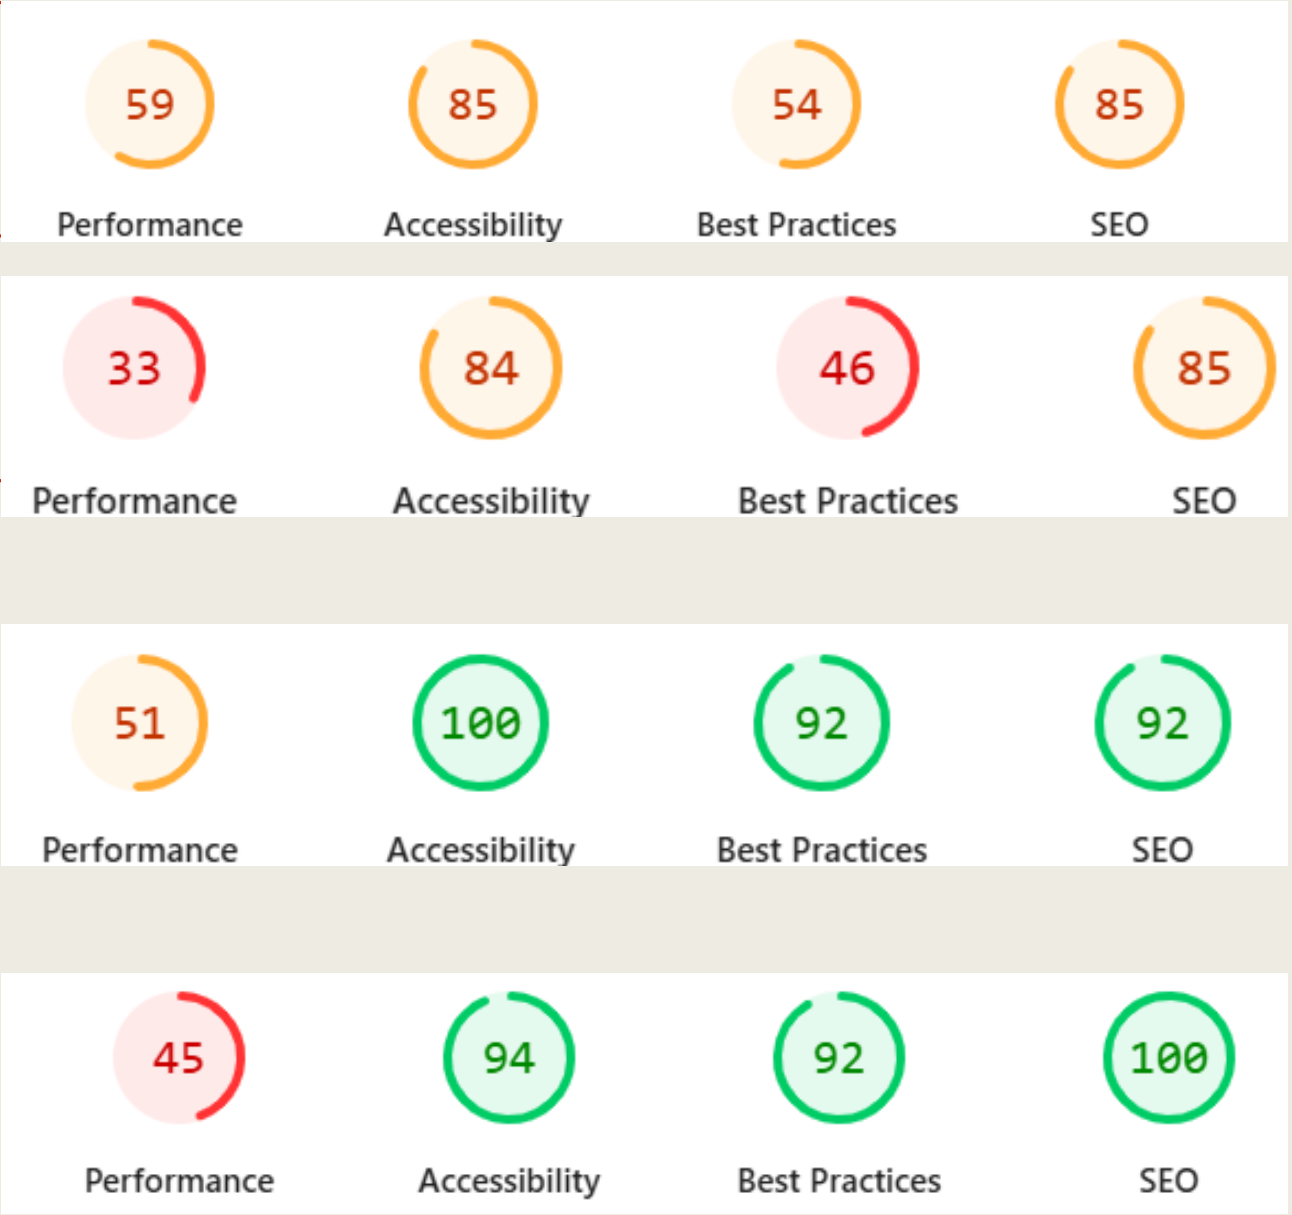 59 85 54 85
Performance Accessibility Best Practices SEO
33 84 46 85
Performance Accessibility Best Practices SEO
51 100 92 92
Performance Accessibility Best Practices SEO
45 94 92 100
Performance Accessibility Best Practices SEO